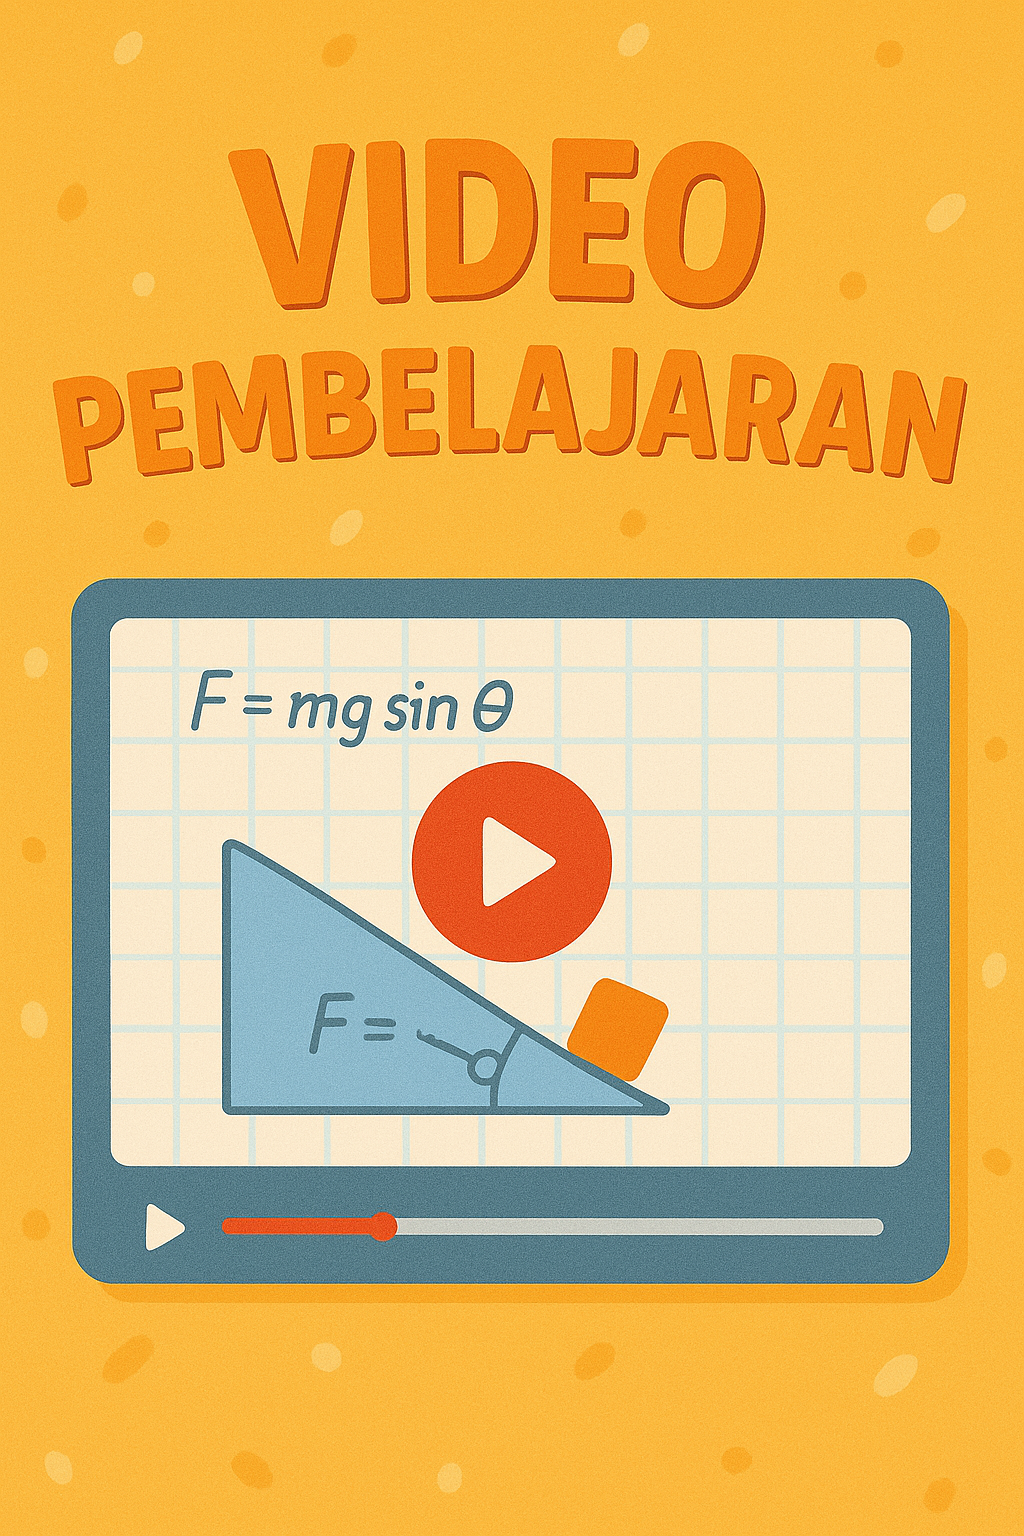 VIDEO
PEMBELAJARAN
F = mg sin θ
F =